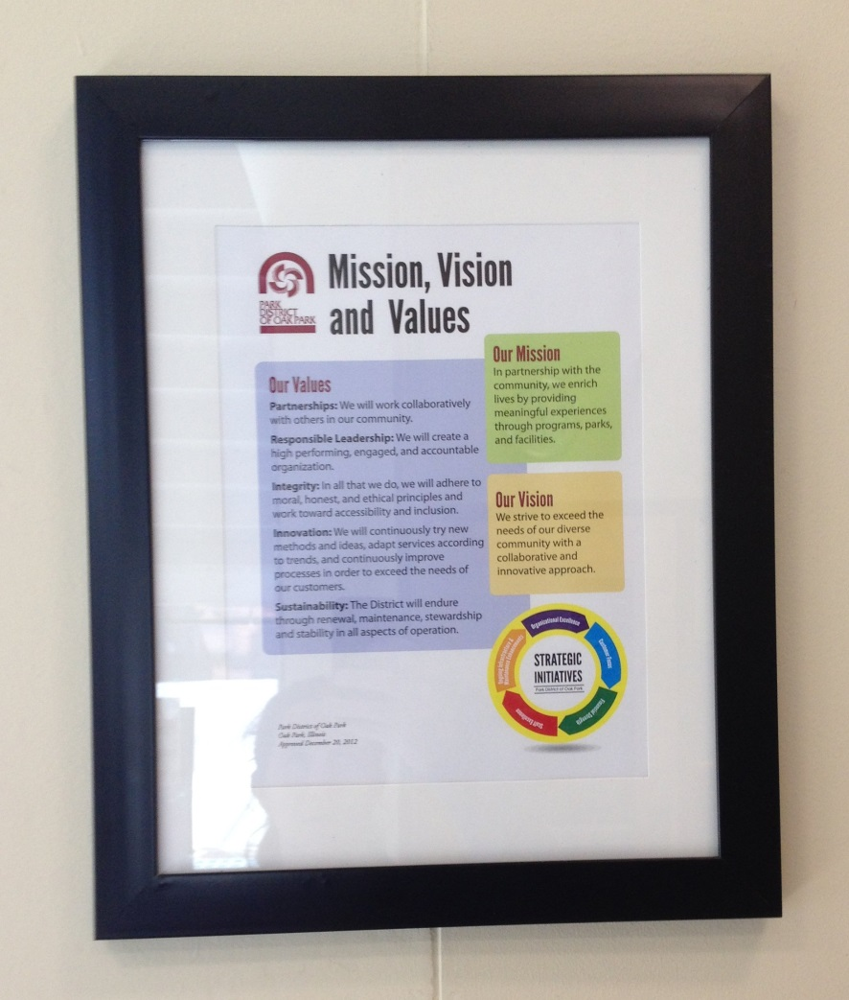 PARK
DISTRICT
OF OAK PARK
Mission, Vision
and Values
Our Values
Partnerships: We will work collaboratively
with others in our community.
Responsible Leadership: We will create a
high performing, engaged, and accountable
organization.
Integrity: In all that we do, we will adhere to
moral, honest, and ethical principles and
work toward accessibility and inclusion.
Innovation: We will continuously try new
methods and ideas, adapt services according
to trends, and continuously improve
processes in order to exceed the needs of
our customers.
Sustainability: The District will endure
through renewal, maintenance, stewardship
and stability in all aspects of operation.
Our Mission
In partnership with the
community, we enrich
lives by providing
meaningful experiences
through programs, parks,
and facilities.
Our Vision
We strive to exceed the
needs of our diverse
community with a
collaborative and
innovative approach.
Organizational Excellence
Customer Focus
Financial Strength
Staff Excellence
STRATEGIC
INITIATIVES
Park District of Oak Park
Park District of Oak Park
Oak Park, Illinois
Approved December 20, 2012